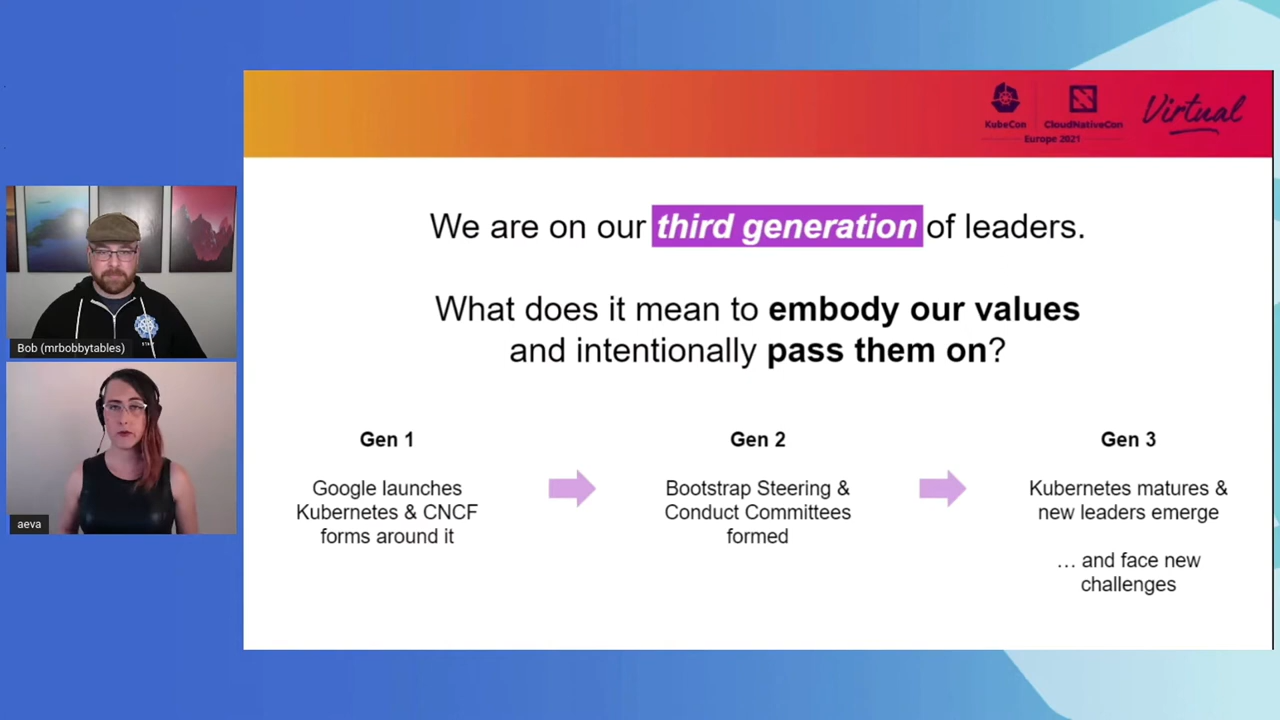 KubeCon
CloudNativeCon
Europe 2021
Virtual
We are on our third generation of leaders.
What does it mean to embody our values
and intentionally pass them on?
Bob (mrbobbytables)
aeva
Gen 1
Google launches
Kubernetes & CNCF
forms around it
Gen 2
Bootstrap Steering &
Conduct Committees
formed
Gen 3
Kubernetes matures &
new leaders emerge
… and face new
challenges